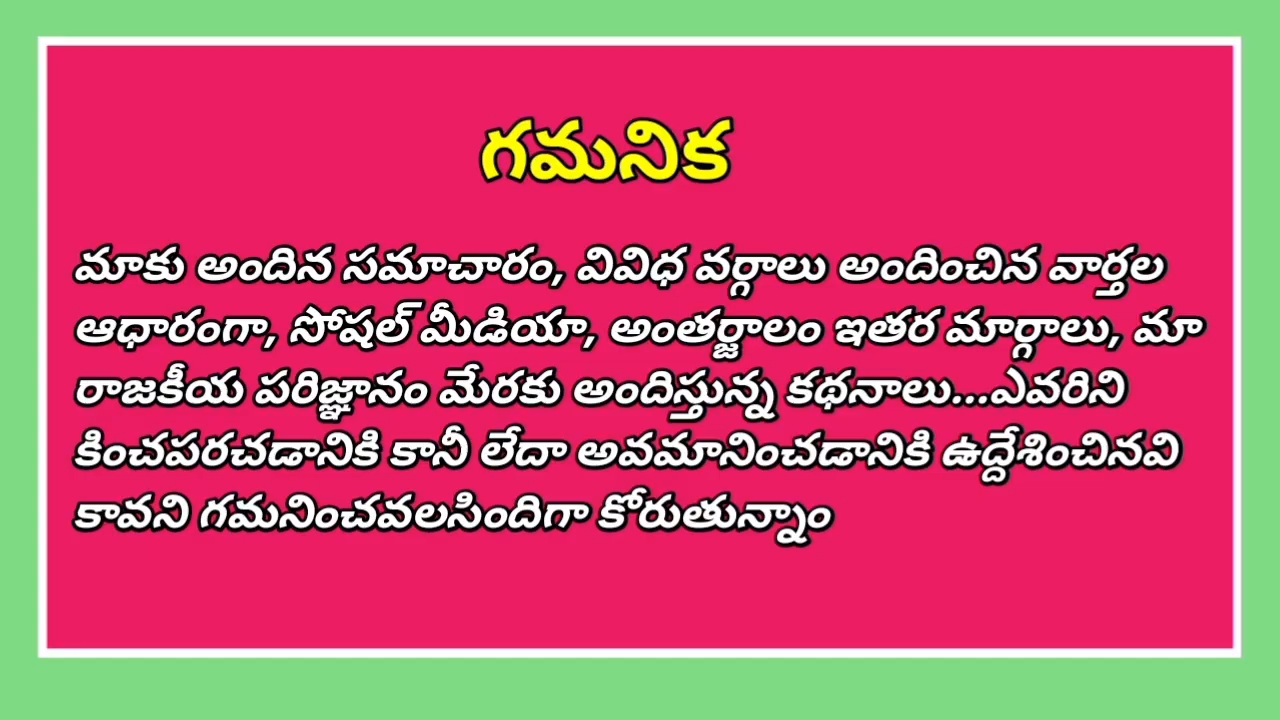 గమనిక
మాకు అందిన సమాచారం, వివిధ వర్గాలు అందించిన వార్తల
ఆధారంగా, సోషల్ మీడియా, అంతర్జాలం ఇతర మార్గాలు, మా
రాజకీయ పరిజ్ఞానం మేరకు అందిస్తున్న కథనాలు...ఎవరిని
కించపరచడానికి కానీ లేదా అవమానించడానికి ఉద్దేశించినవి
కావని గమనించవలసిందిగా కోరుతున్నాం